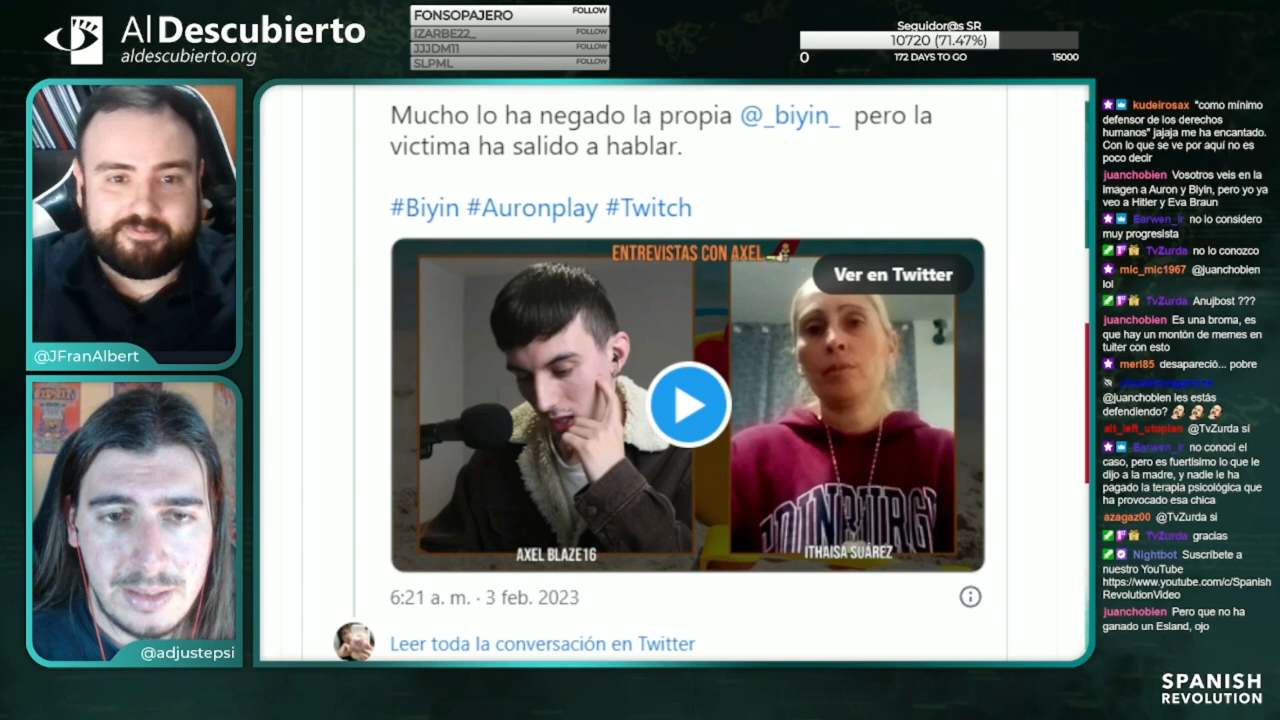 Al Descubierto
aldescubierto.org
FONSOPAJERO FOLLOW
IZARBE22_ FOLLOW
JJJDM11 FOLLOW
SLPML FOLLOW
Seguidor@s SR
10720 (71.47%)
0 172 DAYS TO GO 15000
@JFranAlbert
@adjustepsi
Mucho lo ha negado la propia @_biyin_ pero la
victima ha salido a hablar.
#Biyin #Auronplay #Twitch
ENTREVISTAS CON AXEL
Ver en Twitter
AXEL BLAZE16
ITHAISA SUÁREZ
6:21 a. m. · 3 feb. 2023
Leer toda la conversación en Twitter
kudeirosax "como mínimo
defensor de los derechos
humanos" jajaja me ha encantado.
Con lo que se ve por aquí no es
poco decir
juanchobien Vosotros veis en la
imagen a Auron y Biyin, pero yo ya
veo a Hitler y Eva Braun
Earwen_ir no lo considero
muy progresista
TvZurda no lo conozco
mic_mic1967 @juanchobien
lol
TvZurda Anujbost ???
juanchobien Es una broma, es
que hay un montón de memes en
tuiter con esto
merl85 desapareció... pobre
@juanchobien les estás
defendiendo?
alt_left_utopian @TvZurda si
Earwen_ir no conocí el
caso, pero es fuertísimo lo que le
dijo a la madre, y nadie le ha
pagado la terapia psicológica que
ha provocado esa chica
azagaz00 @TvZurda si
TvZurda gracias
Nightbot Suscríbete a
nuestro YouTube
https://www.youtube.com/c/Spanish
RevolutionVideo
juanchobien Pero que no ha
ganado un Esland, ojo
SPANISH
REVOLUTION